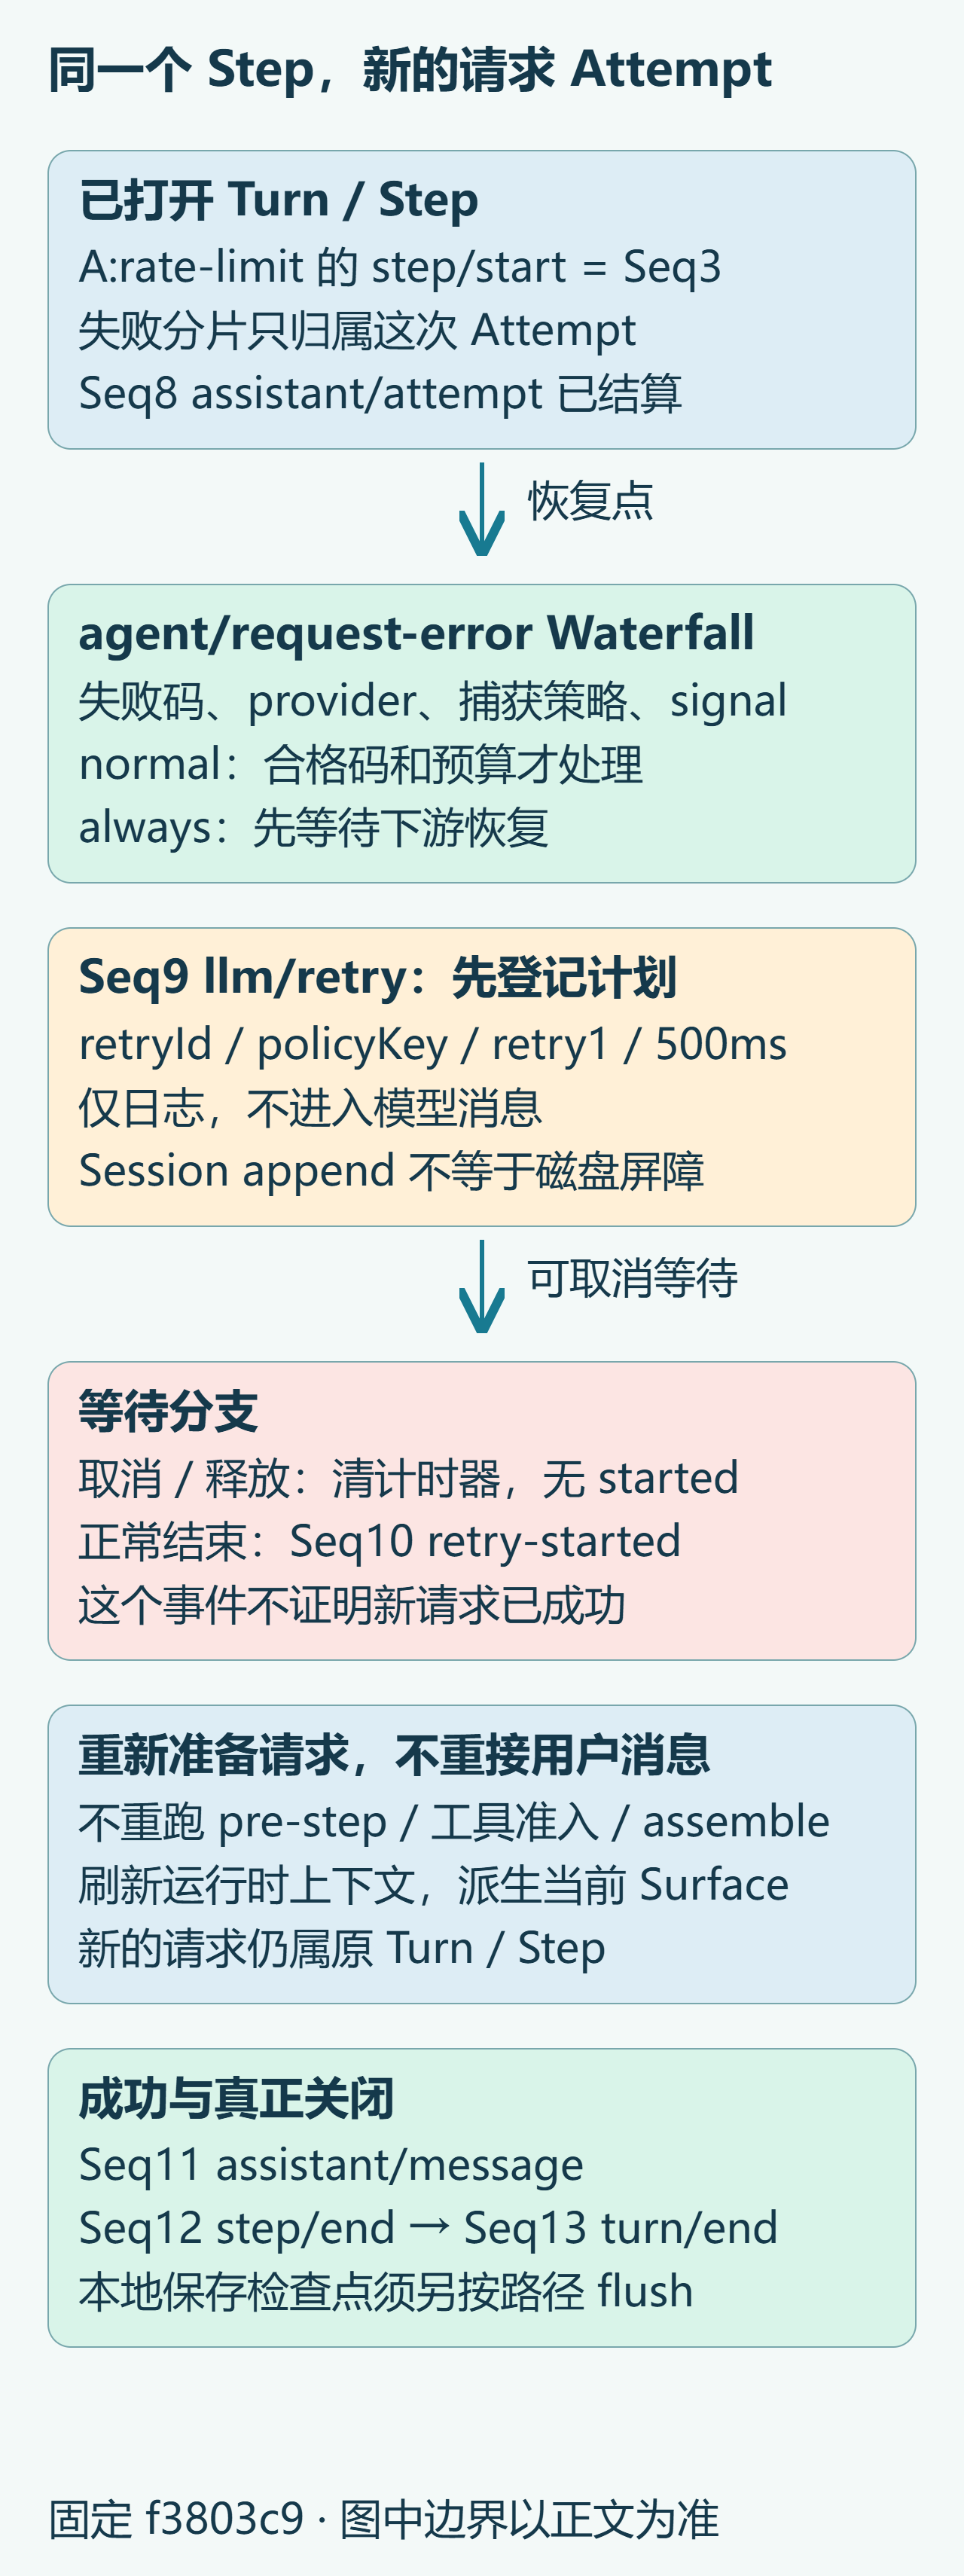 同一个 Step，新的请求 Attempt
已打开 Turn / Step
A:rate-limit 的 step/start = Seq3
失败分片只归属这次 Attempt
Seq8 assistant/attempt 已结算
恢复点
agent/request-error Waterfall
失败码、provider、捕获策略、signal
normal：合格码和预算才处理
always：先等待下游恢复
Seq9 llm/retry：先登记计划
retryId / policyKey / retry1 / 500ms
仅日志，不进入模型消息
Session append 不等于磁盘屏障
可取消等待
等待分支
取消 / 释放：清计时器，无 started
正常结束：Seq10 retry-started
这个事件不证明新请求已成功
重新准备请求，不重接用户消息
不重跑 pre-step / 工具准入 / assemble
刷新运行时上下文，派生当前 Surface
新的请求仍属原 Turn / Step
成功与真正关闭
Seq11 assistant/message
Seq12 step/end → Seq13 turn/end
本地保存检查点须另按路径 flush
固定 f3803c9 · 图中边界以正文为准